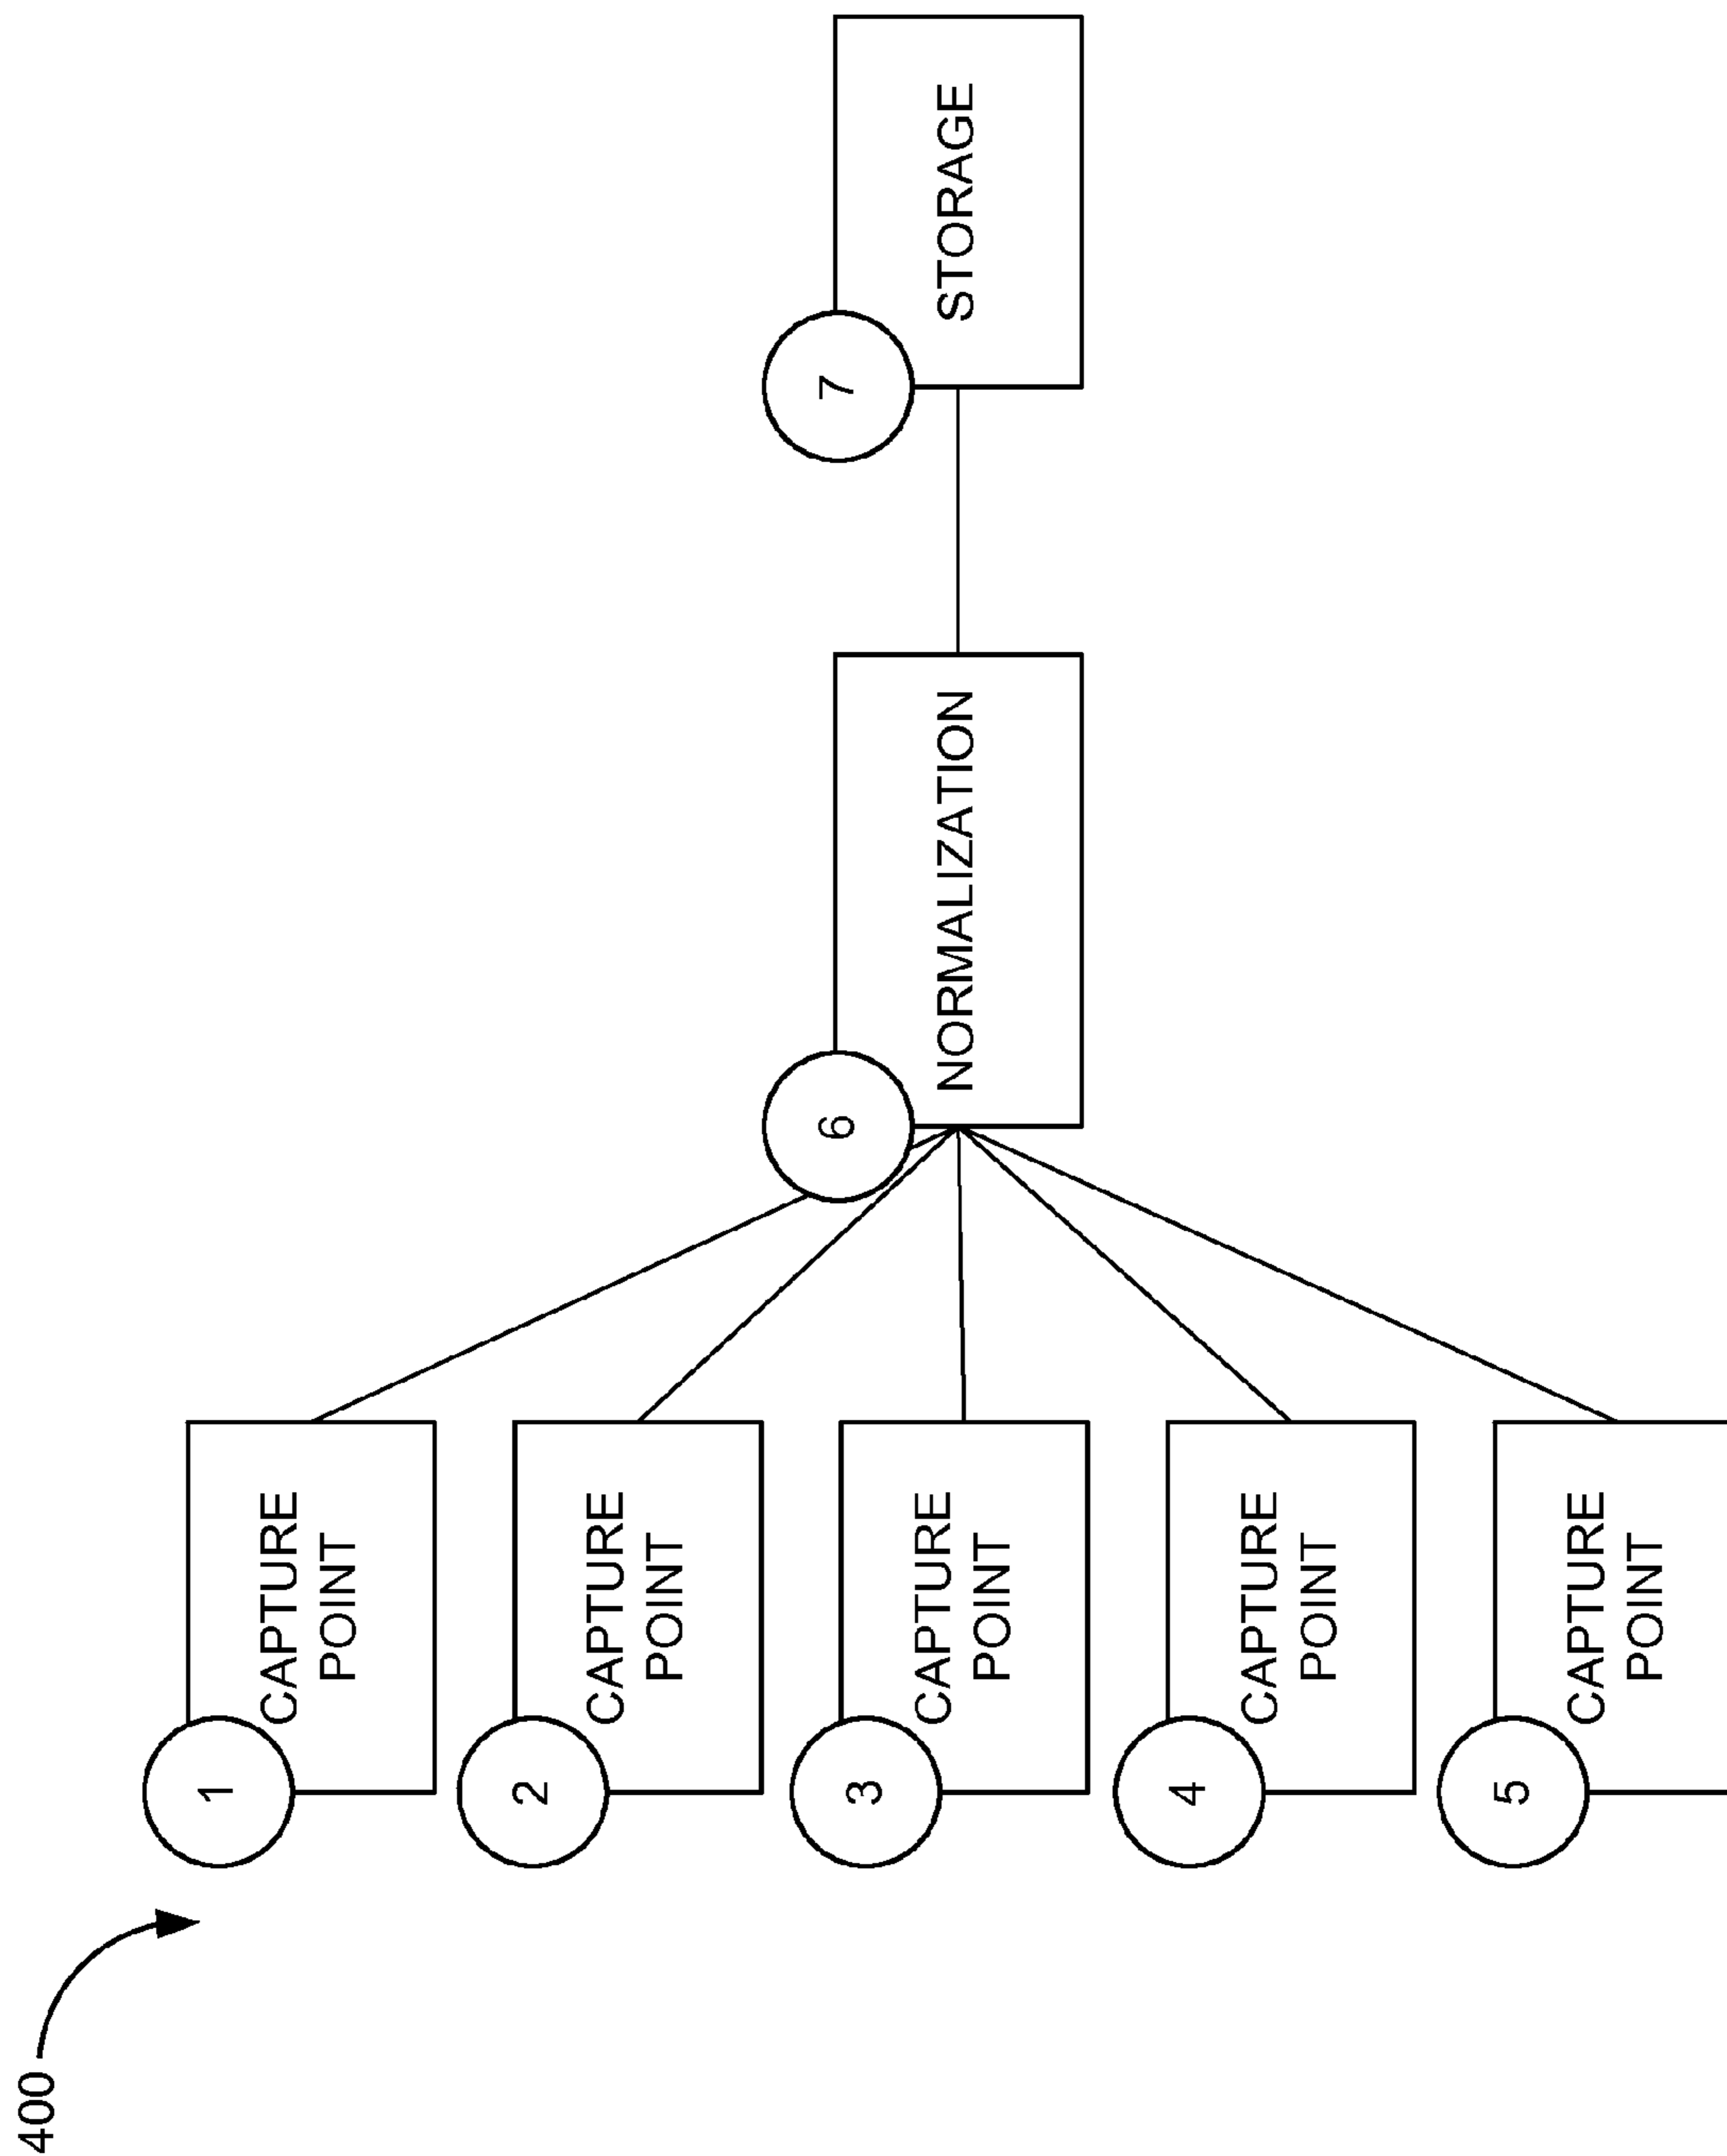 400
1
CAPTURE
POINT
2
CAPTURE
POINT
3
CAPTURE
POINT
4
CAPTURE
POINT
5
CAPTURE
POINT
6
NORMALIZATION
7
STORAGE